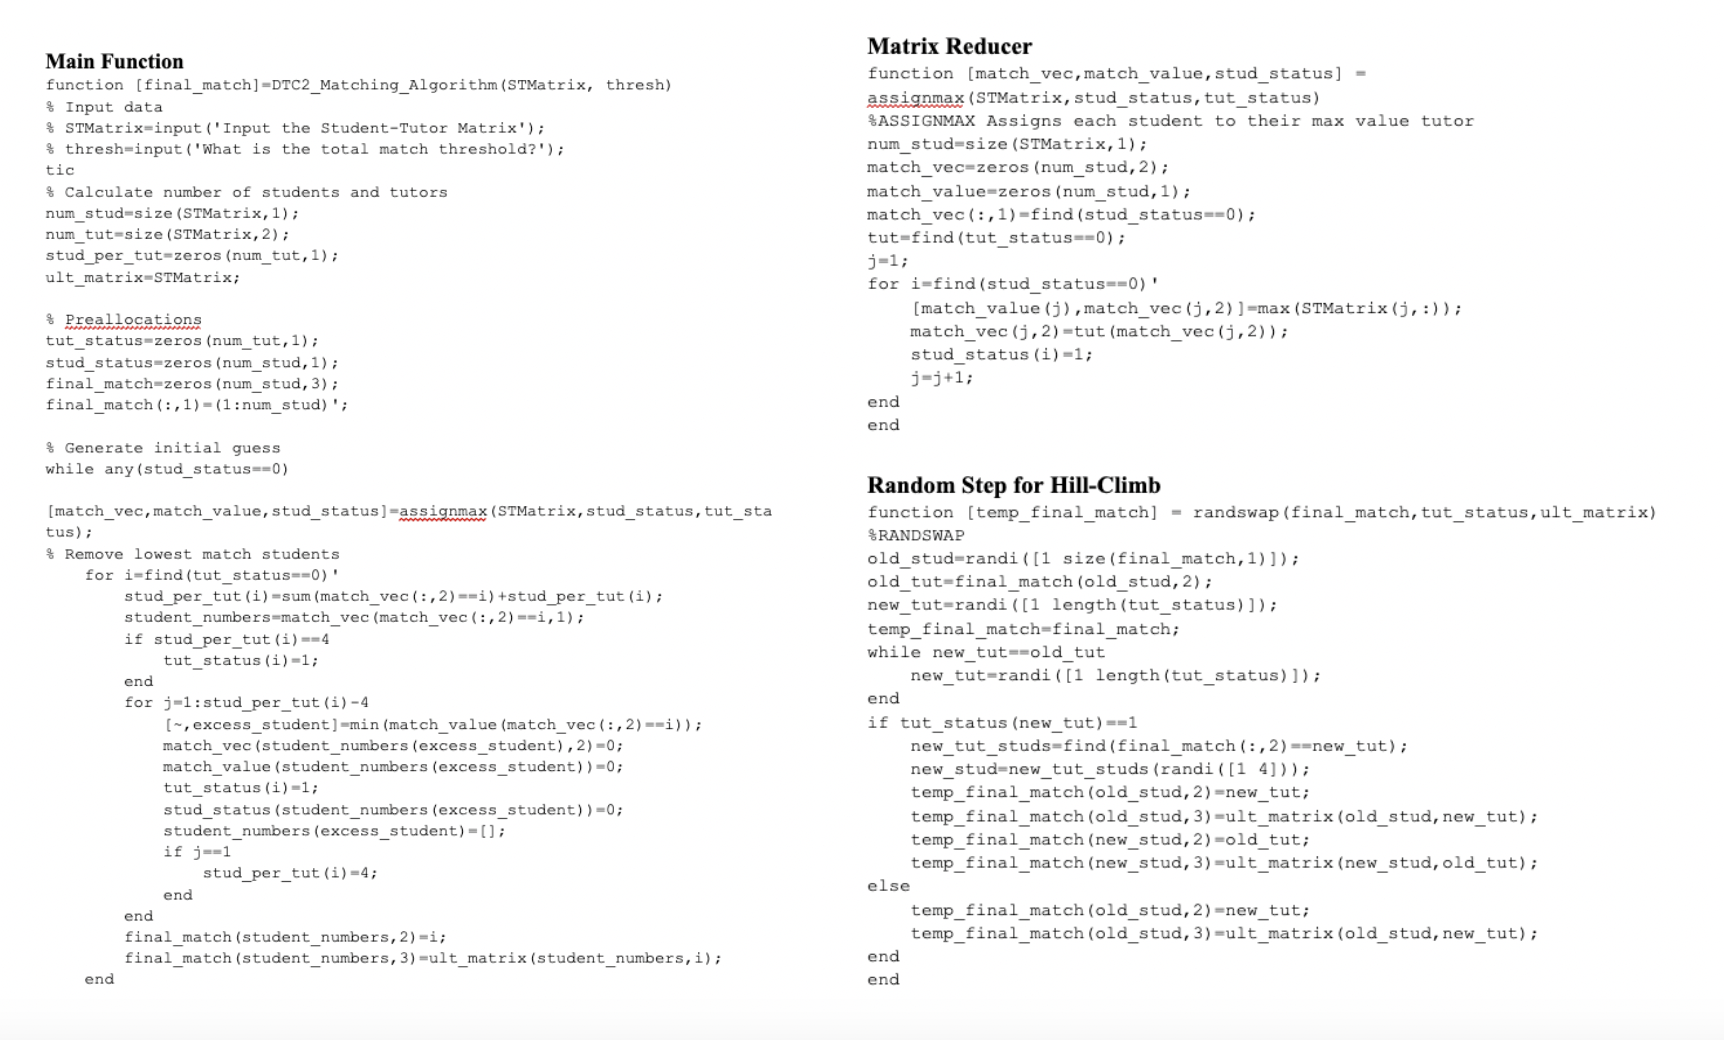 Main Function
function [final_match]=DTC2_Matching_Algorithm(STMatrix, thresh)
% Input data
% STMatrix=input('Input the Student-Tutor Matrix');
% thresh=input('What is the total match threshold?');
tic
% Calculate number of students and tutors
num_stud=size(STMatrix,1);
num_tut=size(STMatrix,2);
stud_per_tut=zeros(num_tut,1);
ult_matrix=STMatrix;
% Preallocations
tut_status=zeros(num_tut,1);
stud_status=zeros(num_stud,1);
final_match=zeros(num_stud,3);
final_match(:,1)=(1:num_stud)';
% Generate initial guess
while any(stud_status==0)
[match_vec,match_value,stud_status]=assignmax(STMatrix,stud_status,tut_sta
tus);
% Remove lowest match students
for i=find(tut_status==0)'
stud_per_tut(i)=sum(match_vec(:,2)==i)+stud_per_tut(i);
student_numbers=match_vec(match_vec(:,2)==i,1);
if stud_per_tut(i)==4
tut_status(i)=1;
end
for j=1:stud_per_tut(i)-4
[~,excess_student]=min(match_value(match_vec(:,2)==i));
match_vec(student_numbers(excess_student),2)=0;
match_value(student_numbers(excess_student))=0;
tut_status(i)=1;
stud_status(student_numbers(excess_student))=0;
student_numbers(excess_student)=[];
if j==1
stud_per_tut(i)=4;
end
end
final_match(student_numbers,2)=i;
final_match(student_numbers,3)=ult_matrix(student_numbers,i);
end
Matrix Reducer
function [match_vec,match_value,stud_status] =
assignmax(STMatrix,stud_status,tut_status)
%ASSIGNMAX Assigns each student to their max value tutor
num_stud=size(STMatrix,1);
match_vec=zeros(num_stud,2);
match_value=zeros(num_stud,1);
match_vec(:,1)=find(stud_status==0);
tut=find(tut_status==0);
j=1;
for i=find(stud_status==0)'
[match_value(j),match_vec(j,2)]=max(STMatrix(j,:));
match_vec(j,2)=tut(match_vec(j,2));
stud_status(i)=1;
j=j+1;
end
end
Random Step for Hill-Climb
function [temp_final_match] = randswap(final_match,tut_status,ult_matrix)
%RANDSWAP
old_stud=randi([1 size(final_match,1)]);
old_tut=final_match(old_stud,2);
new_tut=randi([1 length(tut_status)]);
temp_final_match=final_match;
while new_tut==old_tut
new_tut=randi([1 length(tut_status)]);
end
if tut_status(new_tut)==1
new_tut_studs=find(final_match(:,2)==new_tut);
new_stud=new_tut_studs(randi([1 4]));
temp_final_match(old_stud,2)=new_tut;
temp_final_match(old_stud,3)=ult_matrix(old_stud,new_tut);
temp_final_match(new_stud,2)=old_tut;
temp_final_match(new_stud,3)=ult_matrix(new_stud,old_tut);
else
temp_final_match(old_stud,2)=new_tut;
temp_final_match(old_stud,3)=ult_matrix(old_stud,new_tut);
end
end